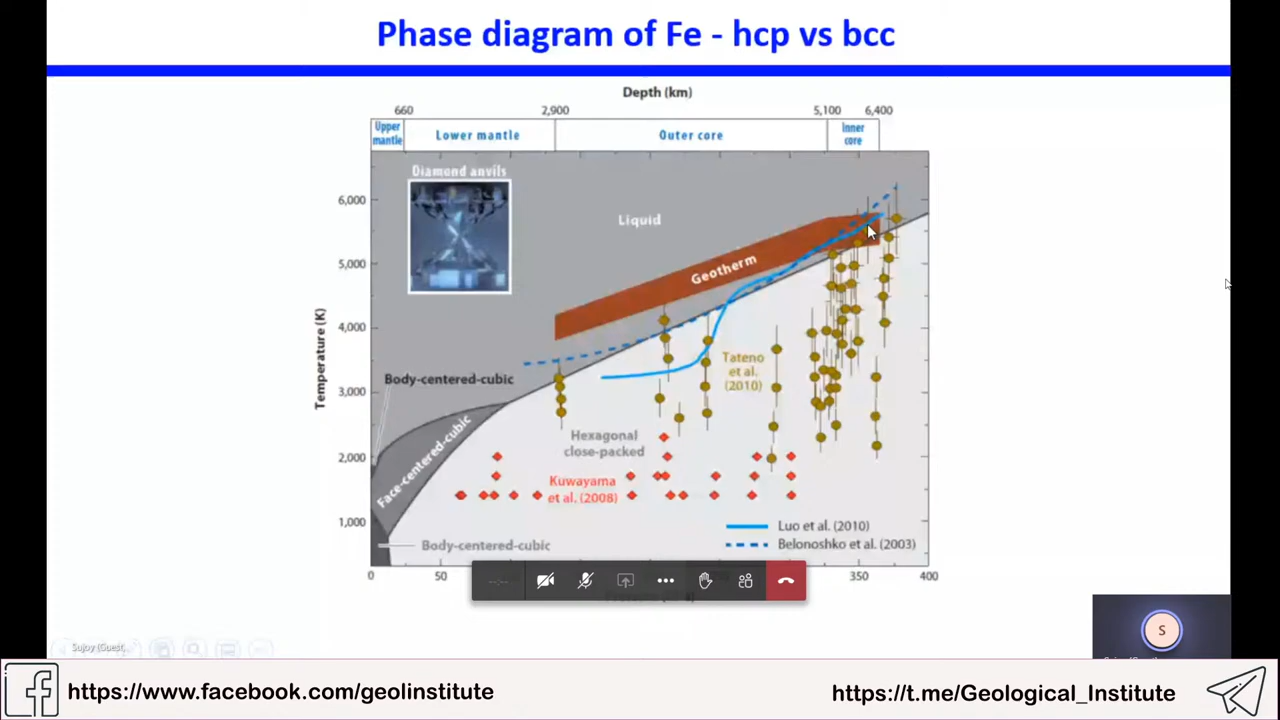 Phase diagram of Fe - hcp vs bcc
Depth (km)
660
2,900
5,100
6,400
Upper
mantle
Lower mantle
Outer core
Inner
core
Diamond anvils
6,000
5,000
4,000
3,000
2,000
1,000
Temperature (K)
Liquid
Geotherm
Body-centered-cubic
Face-centered-cubic
Tateno
et al.
(2010)
Hexagonal
close-packed
Kuwayama
et al. (2008)
Luo et al. (2010)
Belonoshko et al. (2003)
Body-centered-cubic
0
50
350
400
S
Sujoy (Guest
https://www.facebook.com/geolinstitute
https://t.me/Geological_Institute